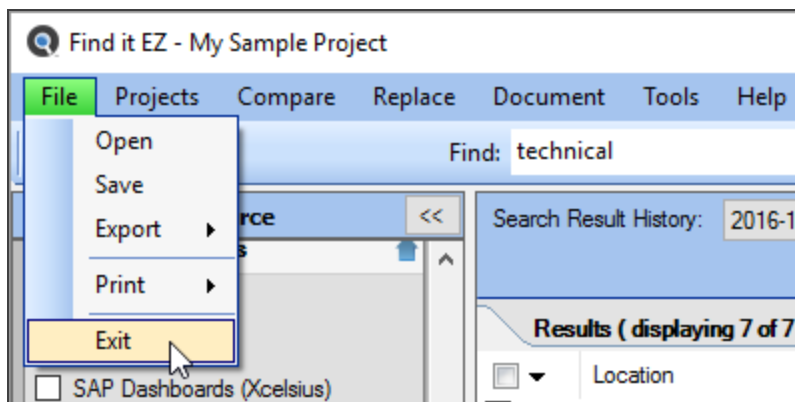 Find it EZ - My Sample Project
File Projects Compare Replace Document Tools Help
Open
Find: technical
Save
rce <<
Search Result History: 2016-1
Export
s
Print
Exit
Results ( displaying 7 of 7
Location
SAP Dashboards (Xcelsius)